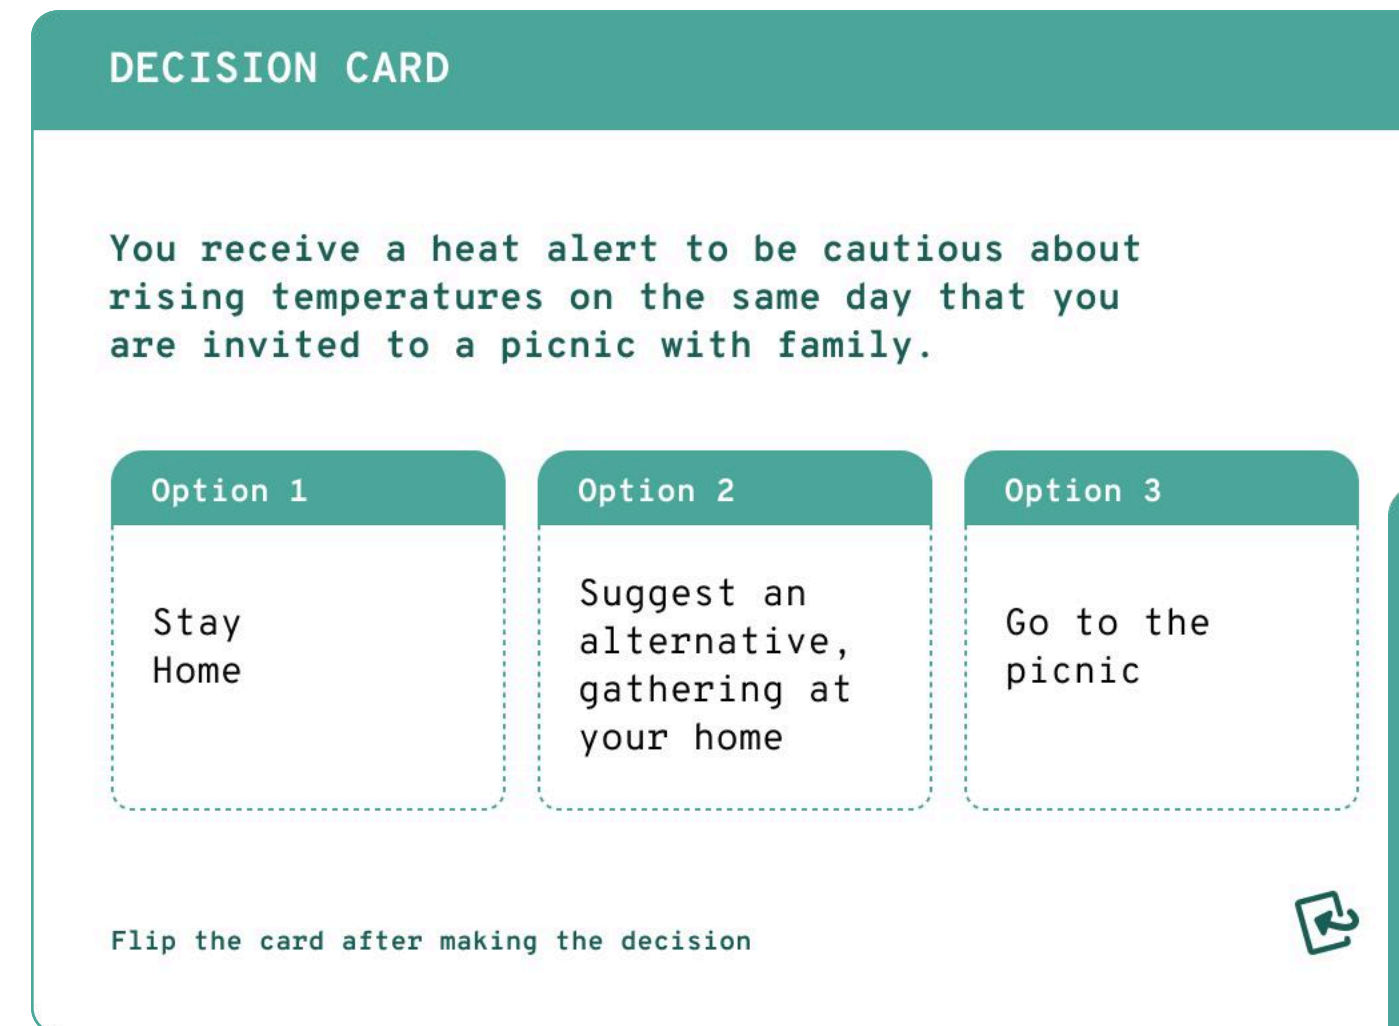 DECISION CARD
You receive a heat alert to be cautious about
rising temperatures on the same day that you
are invited to a picnic with family.
Option 1
Stay
Home
Option 2
Suggest an
alternative,
gathering at
your home
Option 3
Go to the
picnic
Flip the card after making the decision